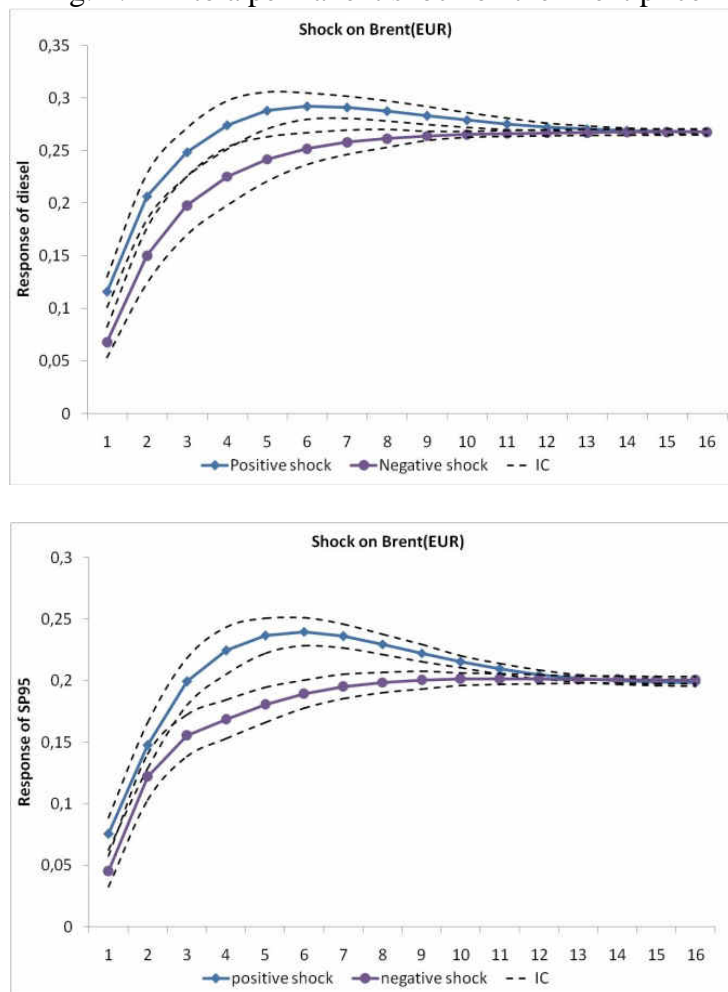 Shock on Brent(EUR)
0,35
0,3
0,25
0,2
0,15
0,1
0,05
0
Response of diesel
1 2 3 4 5 6 7 8 9 10 11 12 13 14 15 16
Positive shock Negative shock IC
Shock on Brent(EUR)
0,3
0,25
0,2
0,15
0,1
0,05
0
Response of SP95
1 2 3 4 5 6 7 8 9 10 11 12 13 14 15 16
positive shock negative shock IC